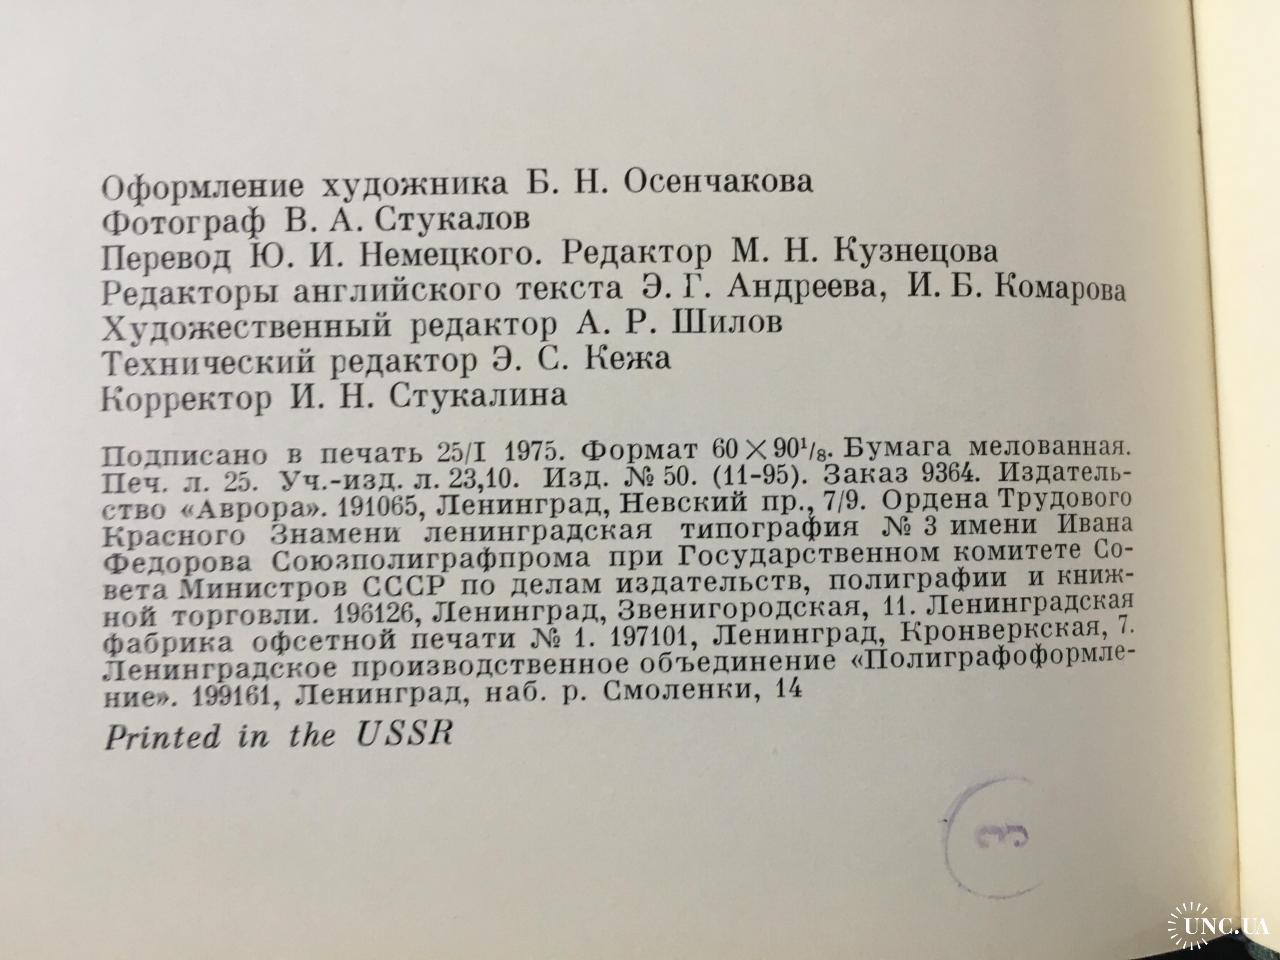 Оформление художника Б. Н. Осенчакова
Фотограф В. А. Стукалов
Перевод Ю. И. Немецкого. Редактор М. Н. Кузнецова
Редакторы английского текста Э. Г. Андреева, И. Б. Комарова
Художественный редактор А. Р. Шилов
Технический редактор Э. С. Кежа
Корректор И. Н. Стукалина
Подписано в печать 25/I 1975. Формат 60×90¹/₈. Бумага мелованная.
Печ. л. 25. Уч.-изд. л. 23,10. Изд. № 50. (11-95). Заказ 9364. Издатель-
ство «Аврора». 191065, Ленинград, Невский пр., 7/9. Ордена Трудового
Красного Знамени ленинградская типография № 3 имени Ивана
Федорова Союзполиграфпрома при Государственном комитете Со-
вета Министров СССР по делам издательств, полиграфии и книж-
ной торговли. 196126, Ленинград, Звенигородская, 11. Ленинградская
фабрика офсетной печати № 1. 197101, Ленинград, Кронверкская, 7.
Ленинградское производственное объединение «Полиграфоформле-
ние». 199161, Ленинград, наб. р. Смоленки, 14
Printed in the USSR
3
UNC.UA